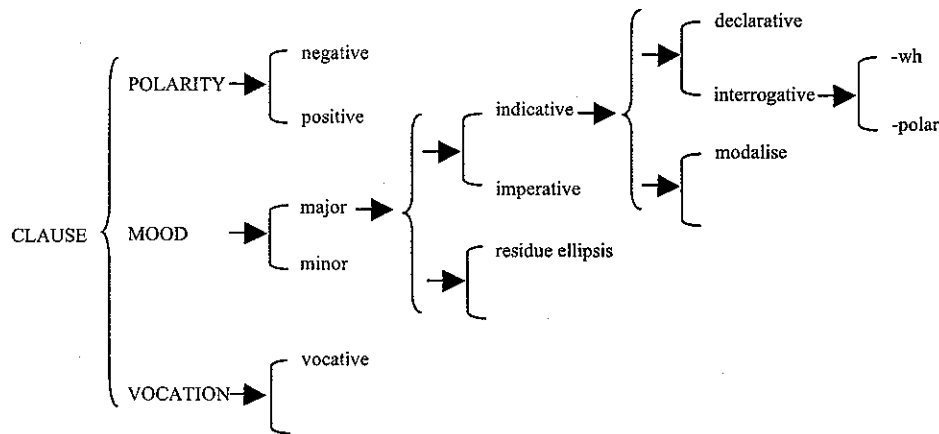 declarative
negative
-wh
POLARITY
indicative
interrogative
positive
-polar
modalise
imperative
major
CLAUSE
MOOD
residue ellipsis
minor
vocative
VOCATION